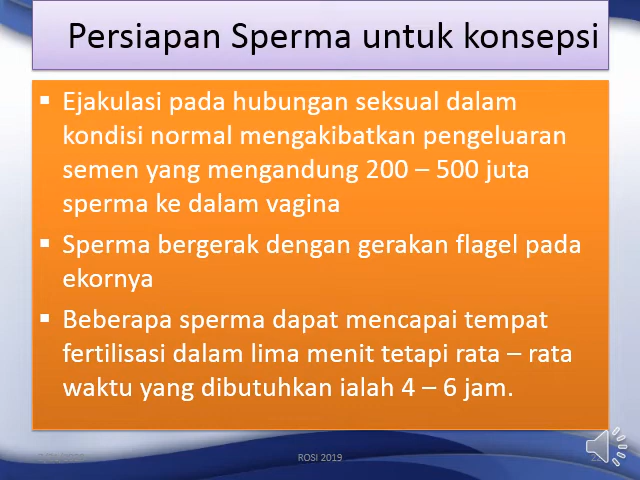 Persiapan Sperma untuk konsepsi
▪ Ejakulasi pada hubungan seksual dalam
kondisi normal mengakibatkan pengeluaran
semen yang mengandung 200 – 500 juta
sperma ke dalam vagina
▪ Sperma bergerak dengan gerakan flagel pada
ekornya
▪ Beberapa sperma dapat mencapai tempat
fertilisasi dalam lima menit tetapi rata – rata
waktu yang dibutuhkan ialah 4 – 6 jam.
ROSI 2019